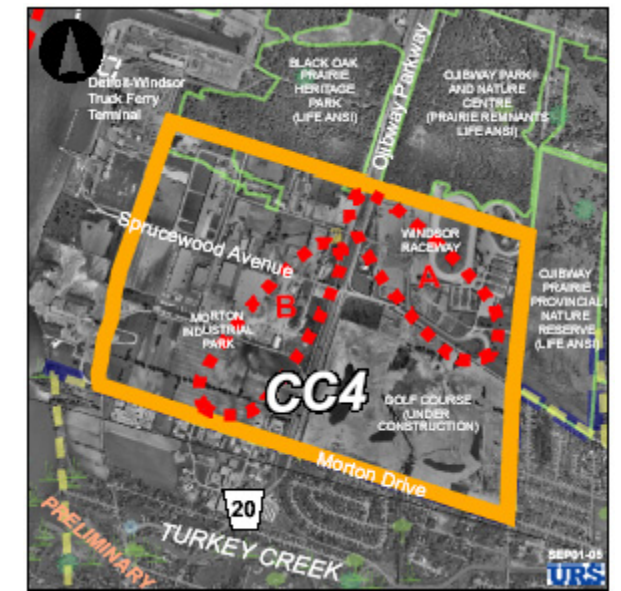 BLACK OAK
PRAIRIE
HERITAGE
PARK
(LIFE ANSI)
Ojibway Parkway
OJIBWAY PARK
AND NATURE
CENTRE
(PRAIRIE REMNANTS
LIFE ANSI)
Detroit-Windsor
Truck Ferry
Terminal
Sprucewood Avenue
WINDSOR
RACEWAY
A
B
OJIBWAY
PRAIRIE
PROVINCIAL
NATURE
RESERVE
(LIFE ANSI)
MORTON
INDUSTRIAL
PARK
CC4
GOLF COURSE
(UNDER
CONSTRUCTION)
Morton Drive
20
PRELIMINARY
TURKEY CREEK
SEP01-05
URS